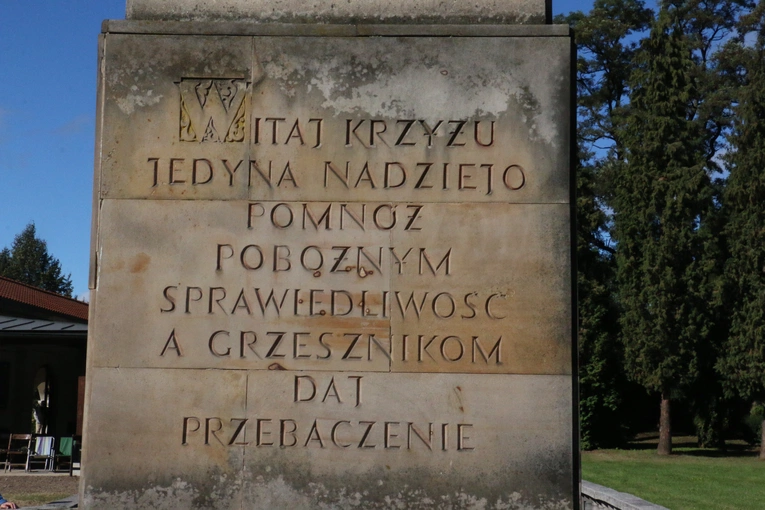 WITAJ KRZYŻU
JEDYNA NADZIEJO
POMNÓŻ
POBOŻNYM
SPRAWIEDLIWOŚĆ
A GRZESZNIKOM
DAJ
PRZEBACZENIE